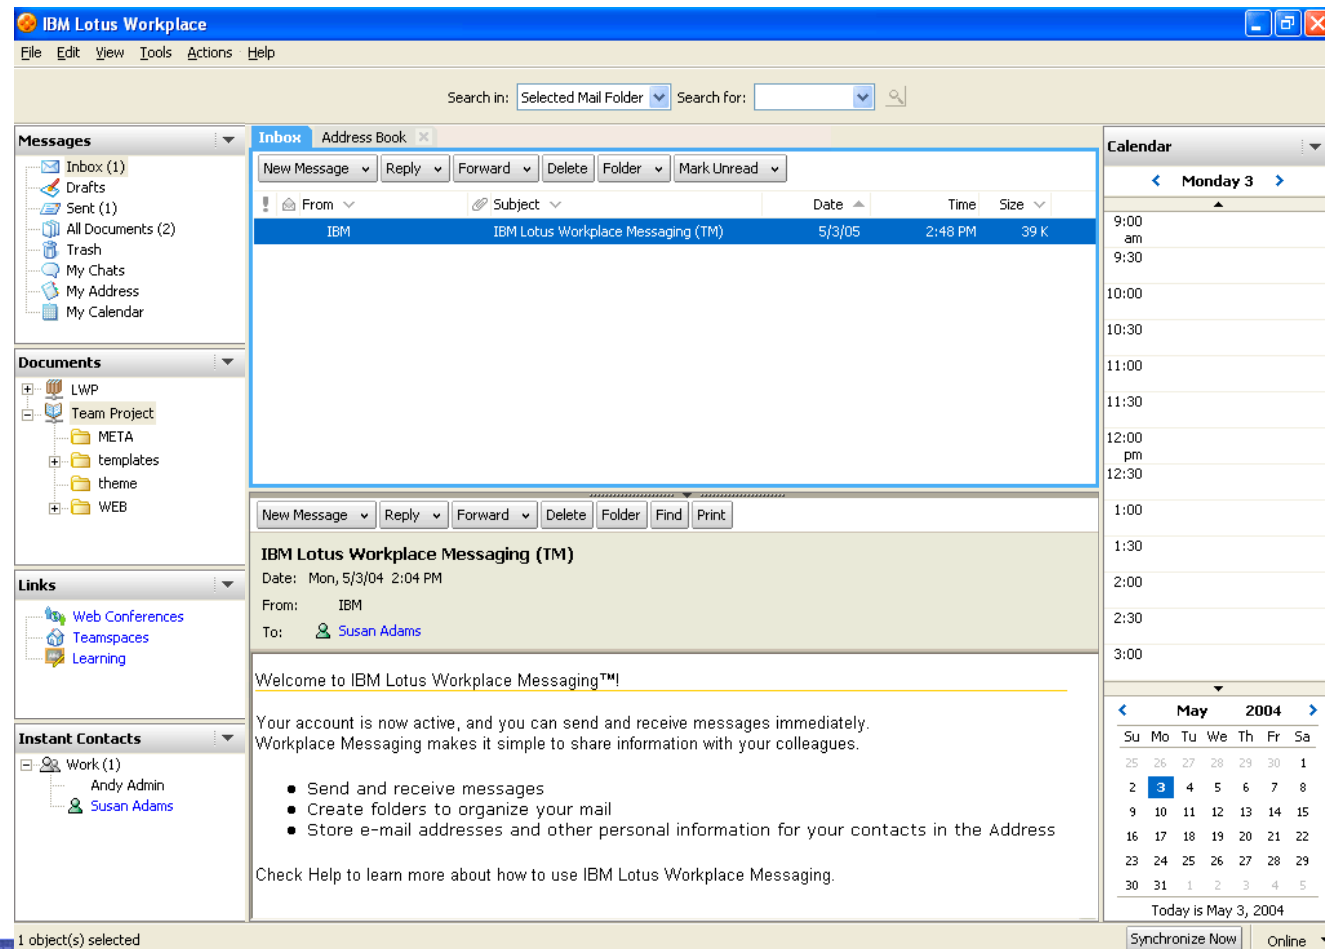 IBM Lotus Workplace
File Edit View Tools Actions Help
Search in: Selected Mail Folder Search for:
Messages
Inbox (1)
Drafts
Sent (1)
All Documents (2)
Trash
My Chats
My Address
My Calendar
Documents
LWP
Team Project
META
templates
theme
WEB
Links
Web Conferences
Teamspaces
Learning
Instant Contacts
Work (1)
Andy Admin
Susan Adams
Inbox Address Book
New Message Reply Forward Delete Folder Mark Unread
! From Subject Date Time Size
IBM IBM Lotus Workplace Messaging (TM) 5/3/05 2:48 PM 39 K
New Message Reply Forward Delete Folder Find Print
IBM Lotus Workplace Messaging (TM)
Date: Mon, 5/3/04 2:04 PM
From: IBM
To: Susan Adams
Welcome to IBM Lotus Workplace Messaging™!
Your account is now active, and you can send and receive messages immediately.
Workplace Messaging makes it simple to share information with your colleagues.
• Send and receive messages
• Create folders to organize your mail
• Store e-mail addresses and other personal information for your contacts in the Address
Check Help to learn more about how to use IBM Lotus Workplace Messaging.
Calendar
Monday 3
9:00
am
9:30
10:00
10:30
11:00
11:30
12:00
pm
12:30
1:00
1:30
2:00
2:30
3:00
May 2004
Su Mo Tu We Th Fr Sa
25 26 27 28 29 30 1
2 3 4 5 6 7 8
9 10 11 12 13 14 15
16 17 18 19 20 21 22
23 24 25 26 27 28 29
30 31 1 2 3 4 5
Today is May 3, 2004
1 object(s) selected
Synchronize Now Online